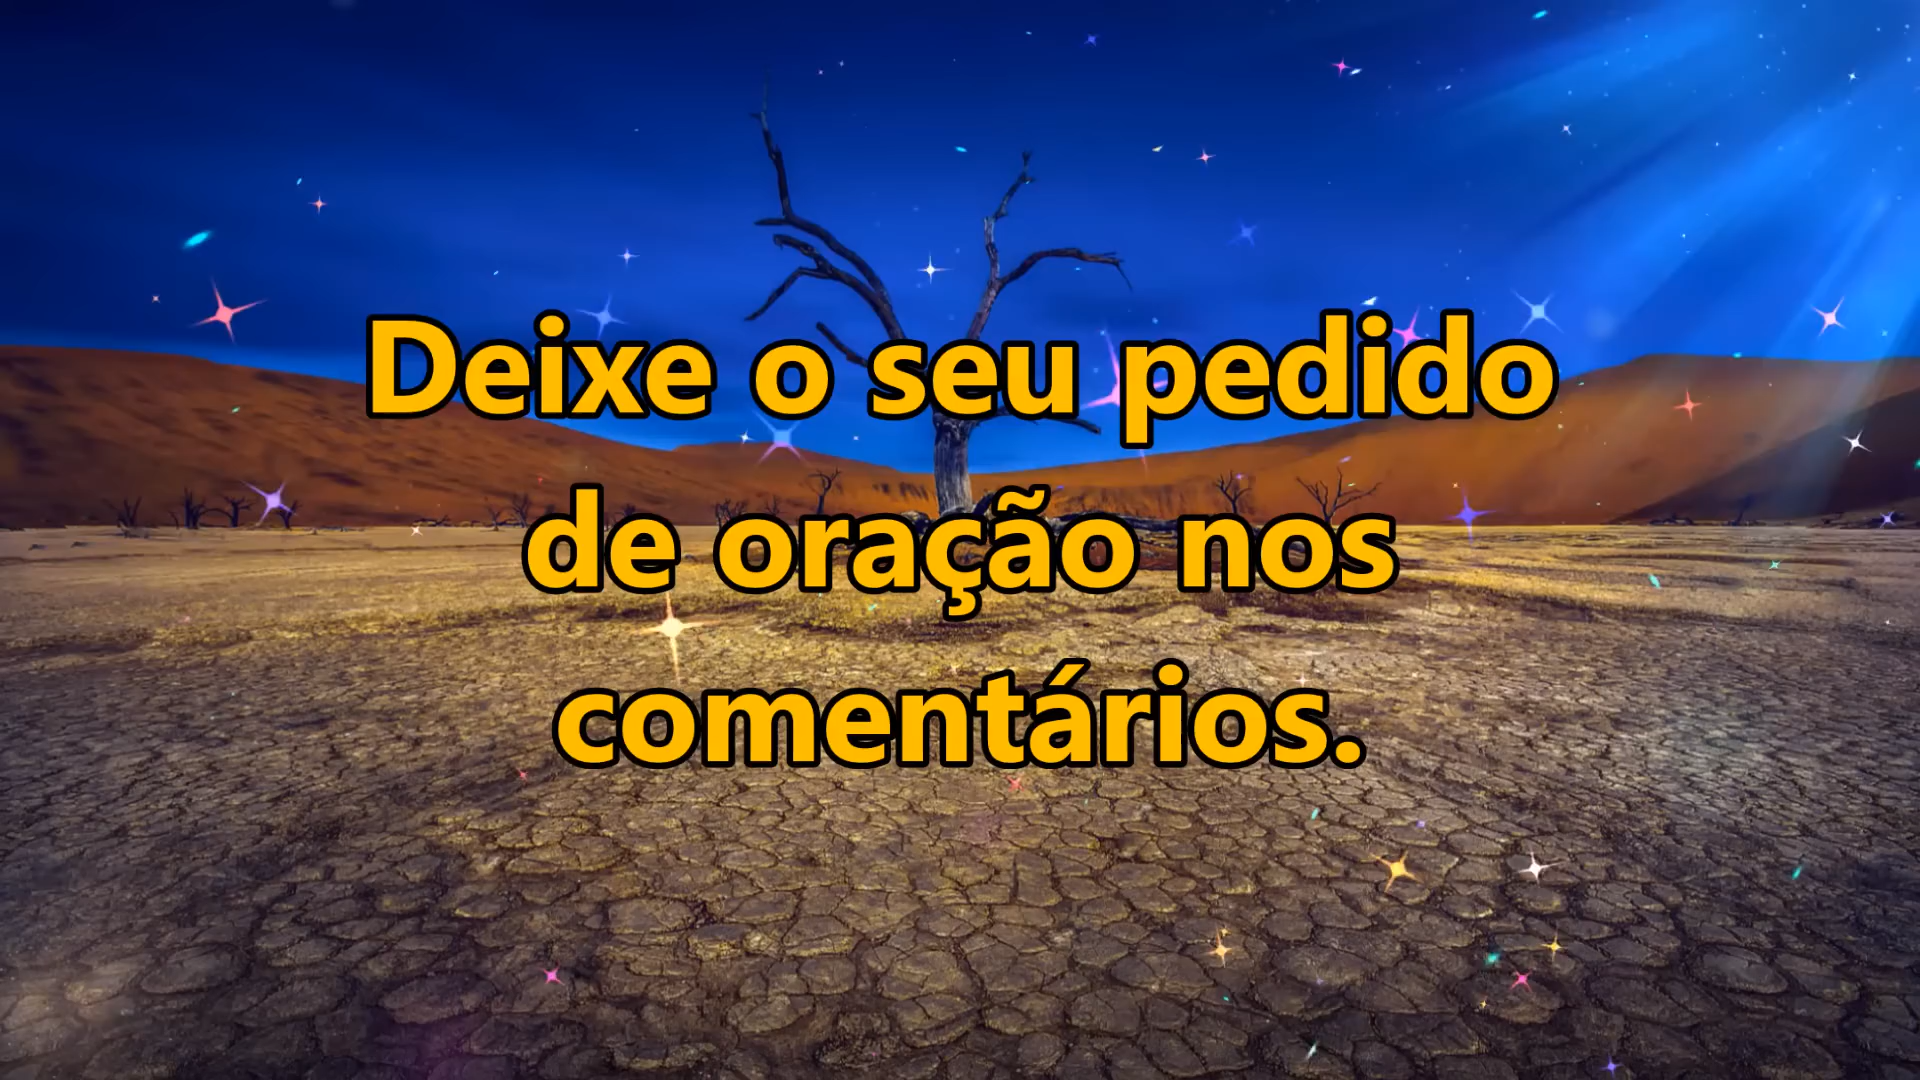 Deixe o seu pedido
de oração nos
comentários.